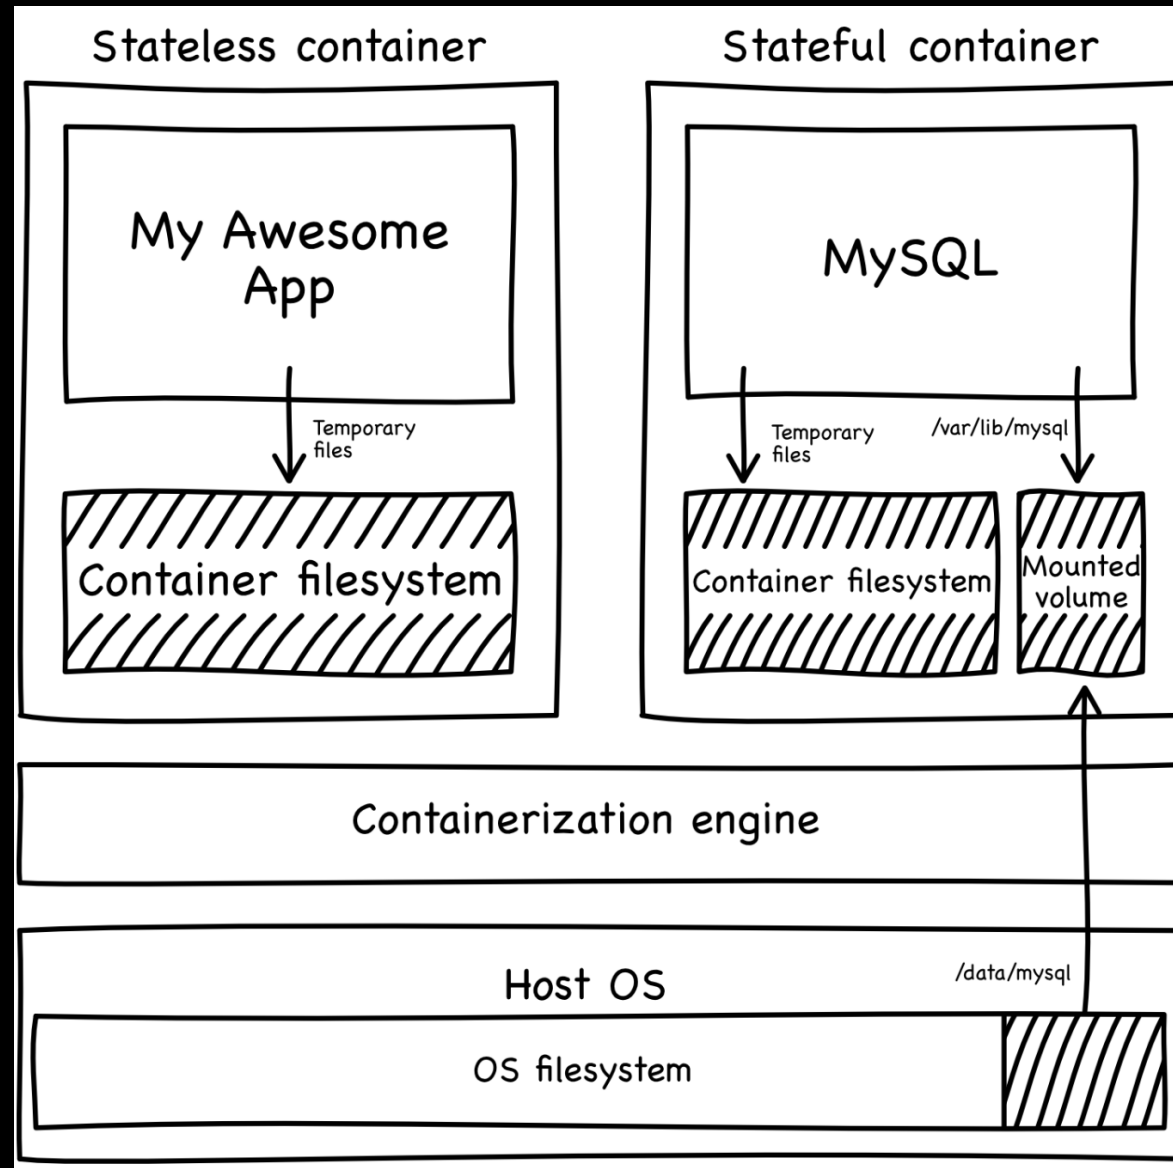 Stateless container
Stateful container
My Awesome
App
MySQL
Temporary
files
Temporary
files
/var/lib/mysql
Container filesystem
Container filesystem
Mounted
volume
Containerization engine
Host OS
/data/mysql
OS filesystem